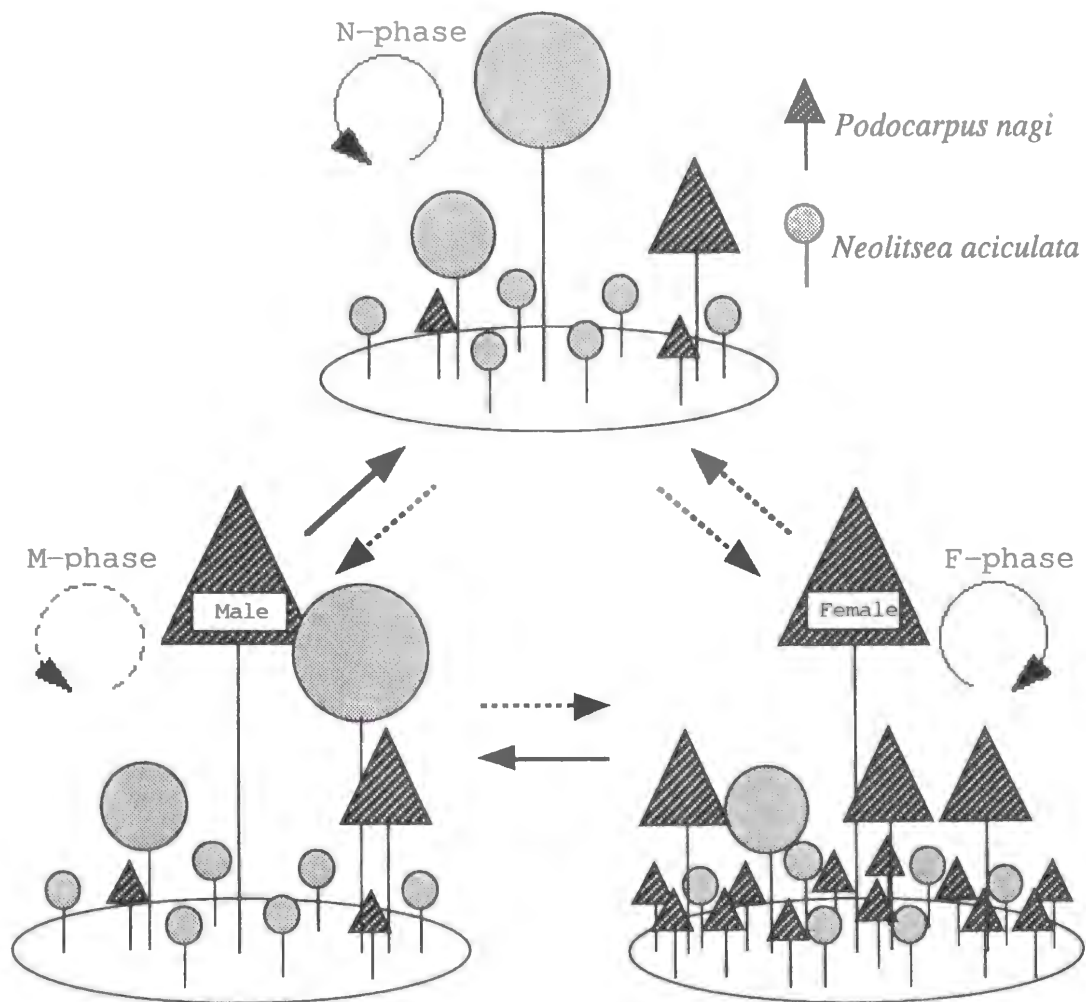 N-phase
Podocarpus nagi
Neolitsea aciculata
M-phase
Male
F-phase
Female